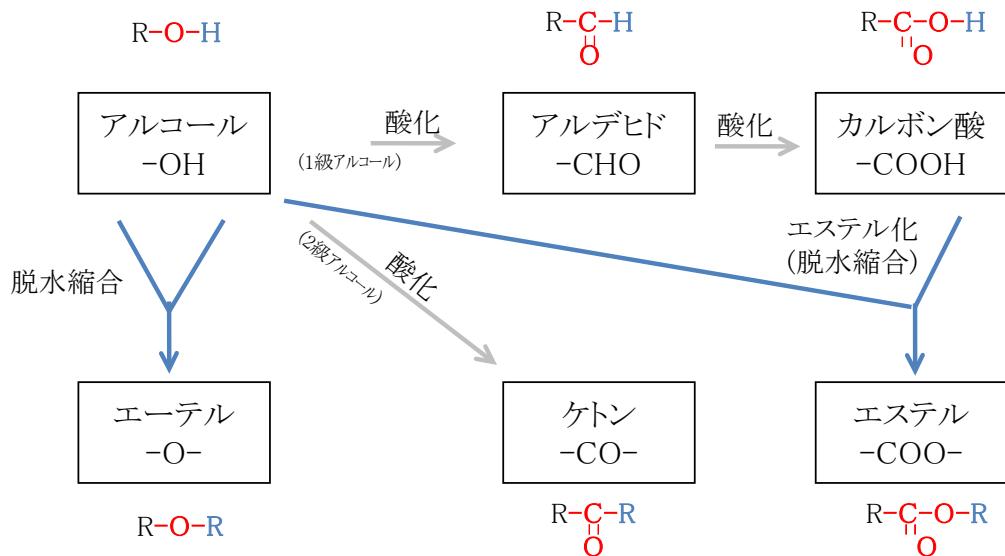 R-O-H
R-C-H
O
R-C-O-H
O
アルコール
-OH
酸化
(1級アルコール)
アルデヒド
-CHO
酸化
カルボン酸
-COOH
脱水縮合
酸化
(2級アルコール)
エステル化
(脱水縮合)
エーテル
-O-
ケトン
-CO-
エステル
-COO-
R-O-R
R-C-R
O
R-C-O-R
O